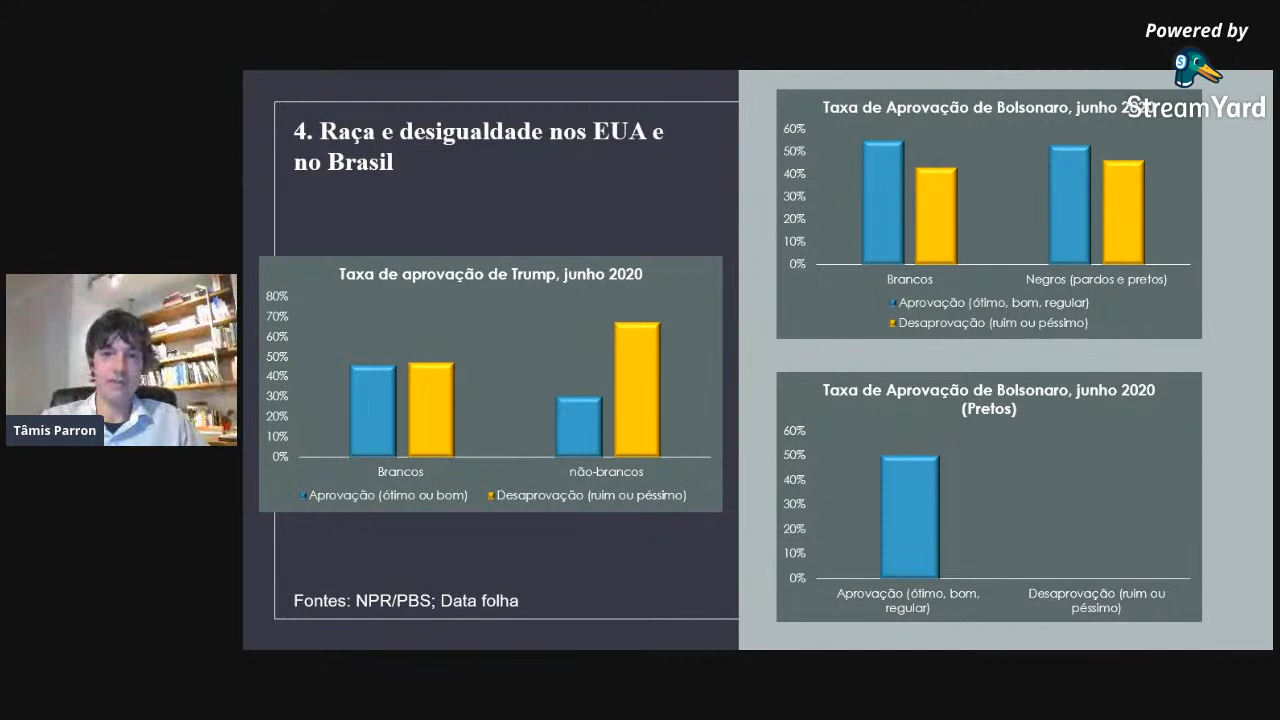 Powered by
StreamYard
4. Raça e desigualdade nos EUA e
no Brasil
Taxa de aprovação de Trump, junho 2020
80%
70%
60%
50%
40%
30%
20%
10%
0%
Brancos
não-brancos
Aprovação (ótimo ou bom)
Desaprovação (ruim ou péssimo)
Fontes: NPR/PBS; Data folha
Taxa de Aprovação de Bolsonaro, junho 2020
60%
50%
40%
30%
20%
10%
0%
Brancos
Negros (pardos e pretos)
Aprovação (ótimo, bom, regular)
Desaprovação (ruim ou péssimo)
Taxa de Aprovação de Bolsonaro, junho 2020
(Pretos)
60%
50%
40%
30%
20%
10%
0%
Aprovação (ótimo, bom,
regular)
Desaprovação (ruim ou
péssimo)
Tâmis Parron